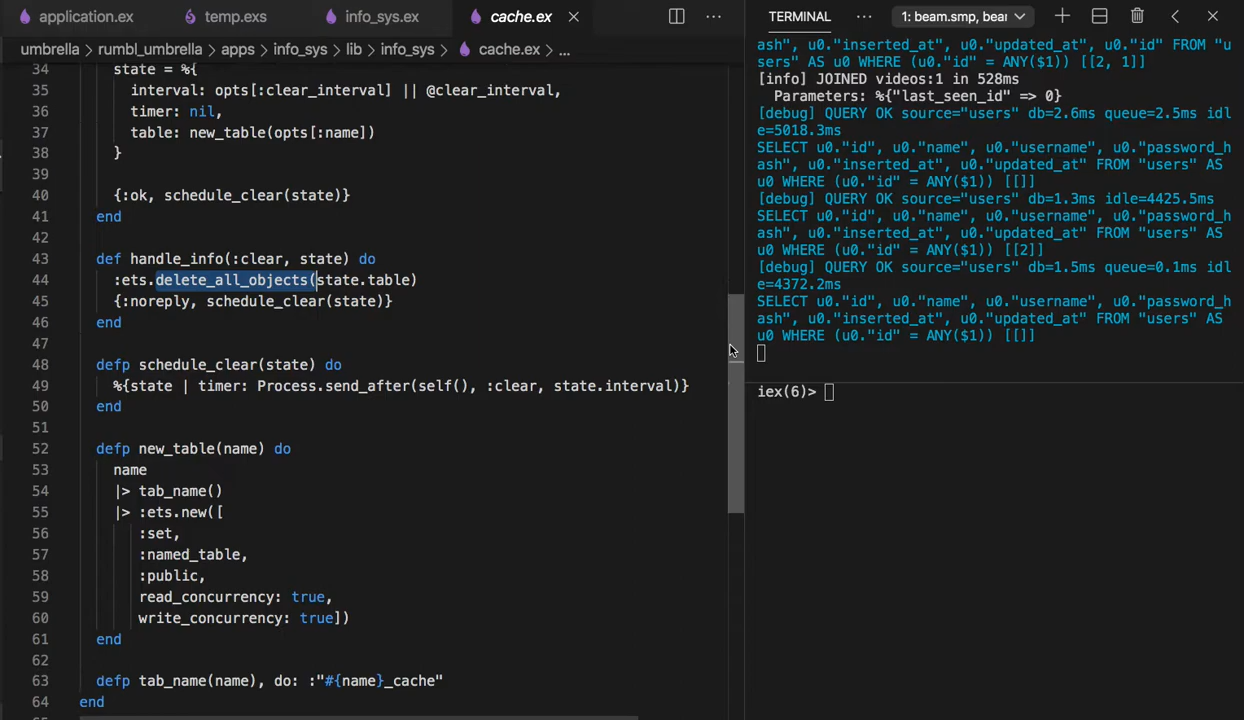 application.ex
temp.exs
info_sys.ex
cache.ex
umbrella > rumbl_umbrella > apps > info_sys > lib > info_sys > cache.ex > ...
34 state = %{
35 interval: opts[:clear_interval] || @clear_interval,
36 timer: nil,
37 table: new_table(opts[:name])
38 }
39
40 {:ok, schedule_clear(state)}
41 end
42
43 def handle_info(:clear, state) do
44 :ets.delete_all_objects(state.table)
45 {:noreply, schedule_clear(state)}
46 end
47
48 defp schedule_clear(state) do
49 %{state | timer: Process.send_after(self(), :clear, state.interval)}
50 end
51
52 defp new_table(name) do
53 name
54 |> tab_name()
55 |> :ets.new([
56 :set,
57 :named_table,
58 :public,
59 read_concurrency: true,
60 write_concurrency: true])
61 end
62
63 defp tab_name(name), do: :"#{name}_cache"
64 end
TERMINAL ... 1: beam.smp, bear
ash", u0."inserted_at", u0."updated_at", u0."id" FROM "u
sers" AS u0 WHERE (u0."id" = ANY($1)) [[2, 1]]
[info] JOINED videos:1 in 528ms
Parameters: %{"last_seen_id" => 0}
[debug] QUERY OK source="users" db=2.6ms queue=2.5ms idl
e=5018.3ms
SELECT u0."id", u0."name", u0."username", u0."password_h
ash", u0."inserted_at", u0."updated_at" FROM "users" AS
u0 WHERE (u0."id" = ANY($1)) [[]]
[debug] QUERY OK source="users" db=1.3ms idle=4425.5ms
SELECT u0."id", u0."name", u0."username", u0."password_h
ash", u0."inserted_at", u0."updated_at" FROM "users" AS
u0 WHERE (u0."id" = ANY($1)) [[2]]
[debug] QUERY OK source="users" db=1.5ms queue=0.1ms idl
e=4372.2ms
SELECT u0."id", u0."name", u0."username", u0."password_h
ash", u0."inserted_at", u0."updated_at" FROM "users" AS
u0 WHERE (u0."id" = ANY($1)) [[]]
iex(6)>